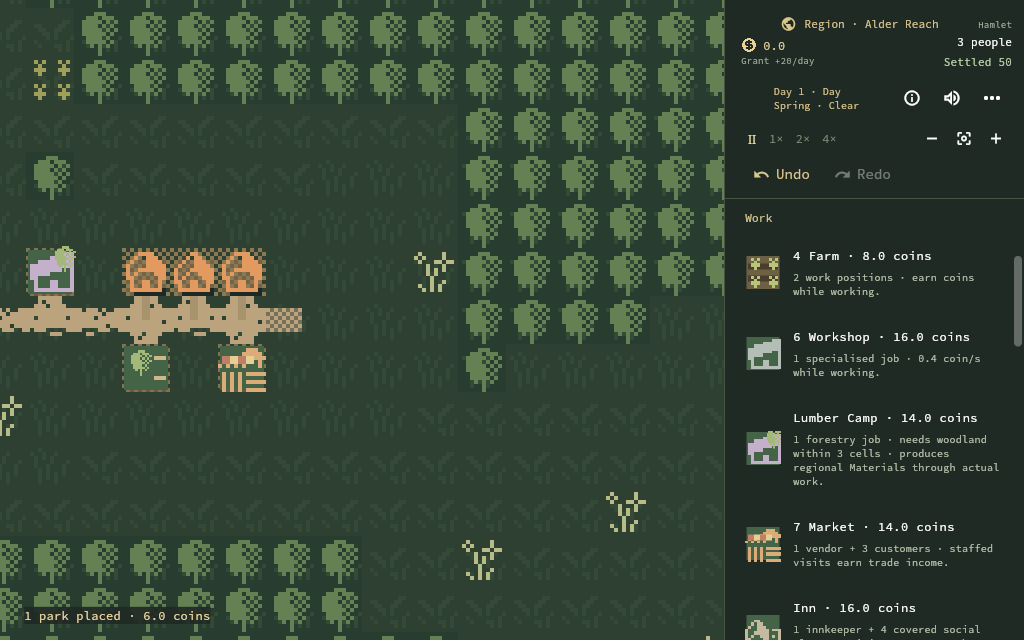 Region · Alder Reach
Hamlet
0.0
3 people
Grant +20/day
Settled 50
Day 1 · Day
Spring · Clear
1× 2× 4×
Undo Redo
Work
4 Farm · 8.0 coins
2 work positions · earn coins
while working.
6 Workshop · 16.0 coins
1 specialised job · 0.4 coin/s
while working.
Lumber Camp · 14.0 coins
1 forestry job · needs woodland
within 3 cells · produces
regional Materials through actual
work.
7 Market · 14.0 coins
1 vendor + 3 customers · staffed
visits earn trade income.
Inn · 16.0 coins
1 innkeeper + 4 covered social
1 park placed · 6.0 coins